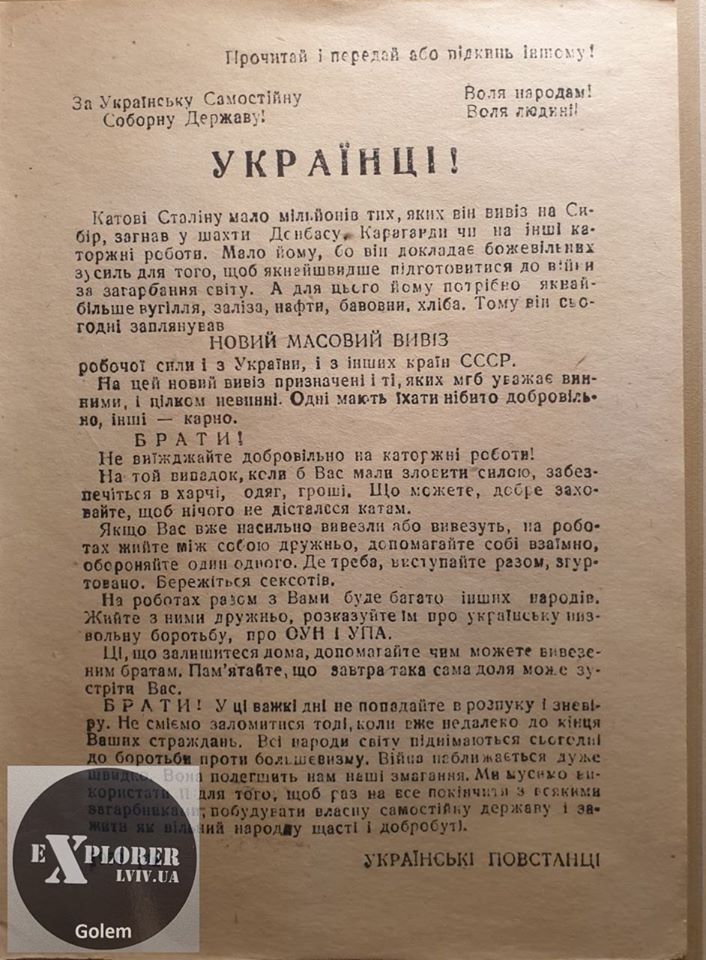 Прочитай і передай або підкинь іншому!
За Українську Самостійну
Соборну Державу!
Воля народам!
Воля людині!
УКРАЇНЦІ!
Катові Сталіну мало мільйонів тих, яких він вивіз на Си-
бір, загнав у шахти Донбасу, Караганди чи на інші ка-
торжні роботи. Мало йому, бо він докладає божевільних
зусиль для того, щоб якнайшвидше підготовитися до війни
за загарбання світу. А для цього йому потрібно якнай-
більше вугілля, заліза, нафти, бавовни, хліба. Тому він сьо-
годні заплянував
НОВИЙ МАСОВИЙ ВИВІЗ
робочої сили і з України, і з інших країн СССР.
На цей новий вивіз призначені і ті, яких мгб уважає вин-
ними, і цілком невинні. Одні мають їхати нібито добровіль-
но, інші — карно.
БРАТИ!
Не виїжджайте добровільно на каторжні роботи!
На той випадок, коли б Вас мали зловити силою, забез-
печіться в харчі, одяг, гроші. Що можете, добре захо-
вайте, щоб нічого не дісталося катам.
Якщо Вас вже насильно вивезли або вивезуть, на робо-
тах жийте між собою дружньо, допомагайте собі взаїмно,
обороняйте один одного. Де треба, виступайте разом, згур-
товано. Бережіться сексотів.
На роботах разом з Вами буде багато інших народів.
Жийте з ними дружньо, розказуйте їм про українську виз-
вольну боротьбу, про ОУН І УПА.
Ці, що залишитеся дома, допомагайте чим можете вивезе-
ним братам. Пам'ятайте, що завтра така сама доля може зу-
стріти Вас.
БРАТИ! У ці важкі дні не попадайте в розпуку і зневі-
ру. Не сміємо заломитися тоді, коли вже недалеко до кінця
Ваших страждань. Всі народи світу піднімаються сьогодні
до боротьби проти большевизму. Війна наближається дуже
швидко. Вона полегшить нам наші змагання. Ми мусимо ви-
користати її для того, щоб раз на все покінчити з всякими
загарбниками, побудувати власну самостійну державу і за-
жити як вільний народ у щасті і добробуті.
УКРАЇНСЬКІ ПОВСТАНЦІ
EXPLORER
LVIV.UA
Golem